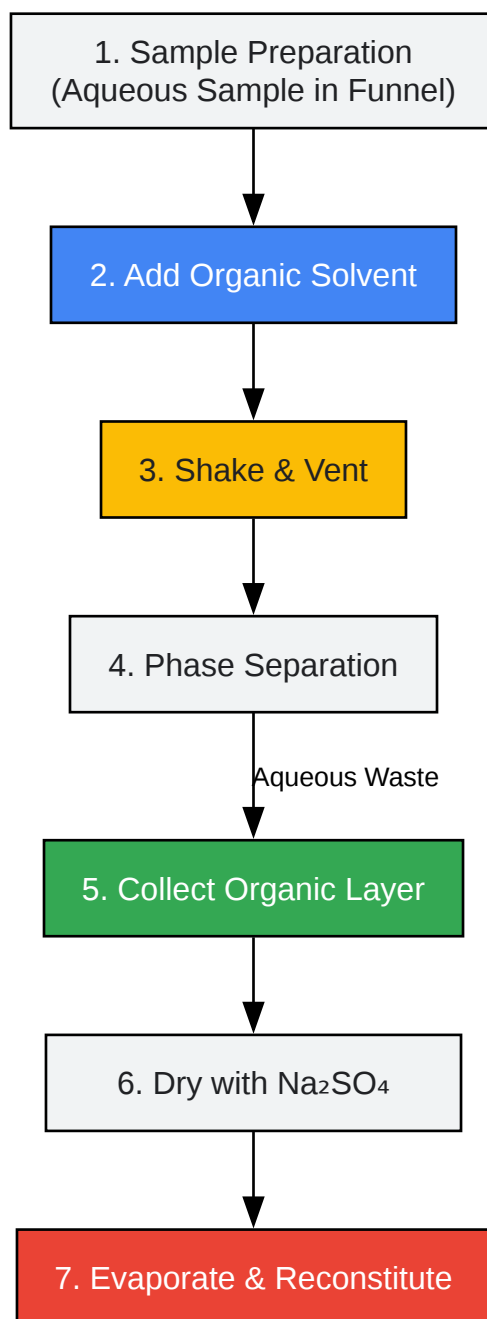 1. Sample Preparation
(Aqueous Sample in Funnel)
2. Add Organic Solvent
3. Shake & Vent
4. Phase Separation
Aqueous Waste
5. Collect Organic Layer
6. Dry with Na₂SO₄
7. Evaporate & Reconstitute